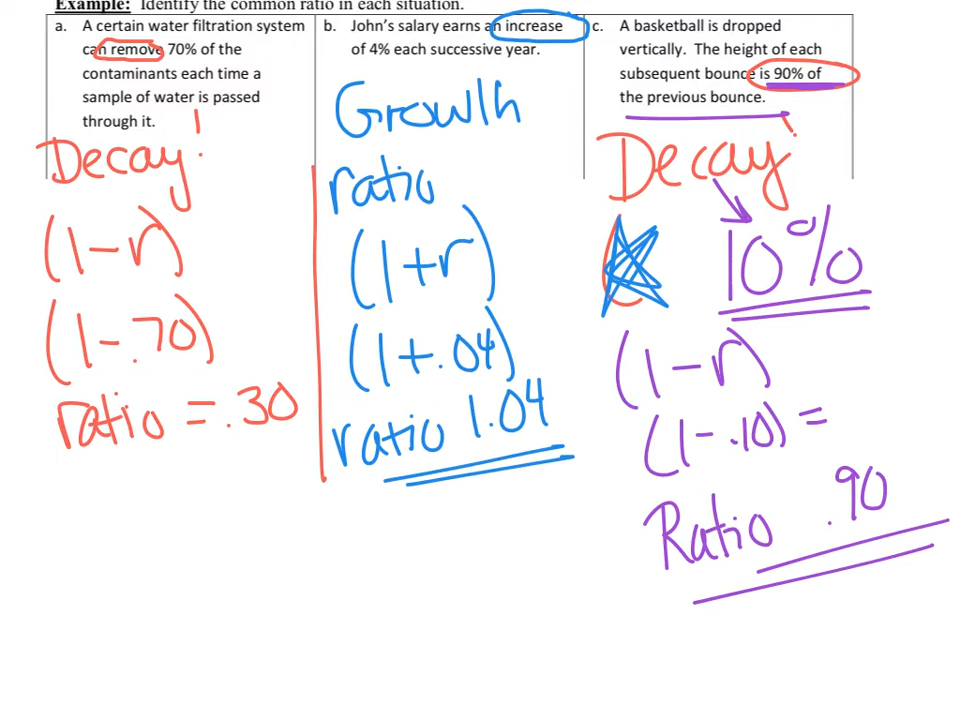 Example: Identify the common ratio in each situation.
a. A certain water filtration system
can remove 70% of the
contaminants each time a
sample of water is passed
through it.
Decay!
(1-r)
(1-.70)
ratio = .30
b. John's salary earns an increase
of 4% each successive year.
Growth
ratio
(1+r)
(1+.04)
ratio 1.04
c. A basketball is dropped
vertically. The height of each
subsequent bounce is 90% of
the previous bounce.
Decay
10%
(1-r)
(1-.10)=
Ratio .90